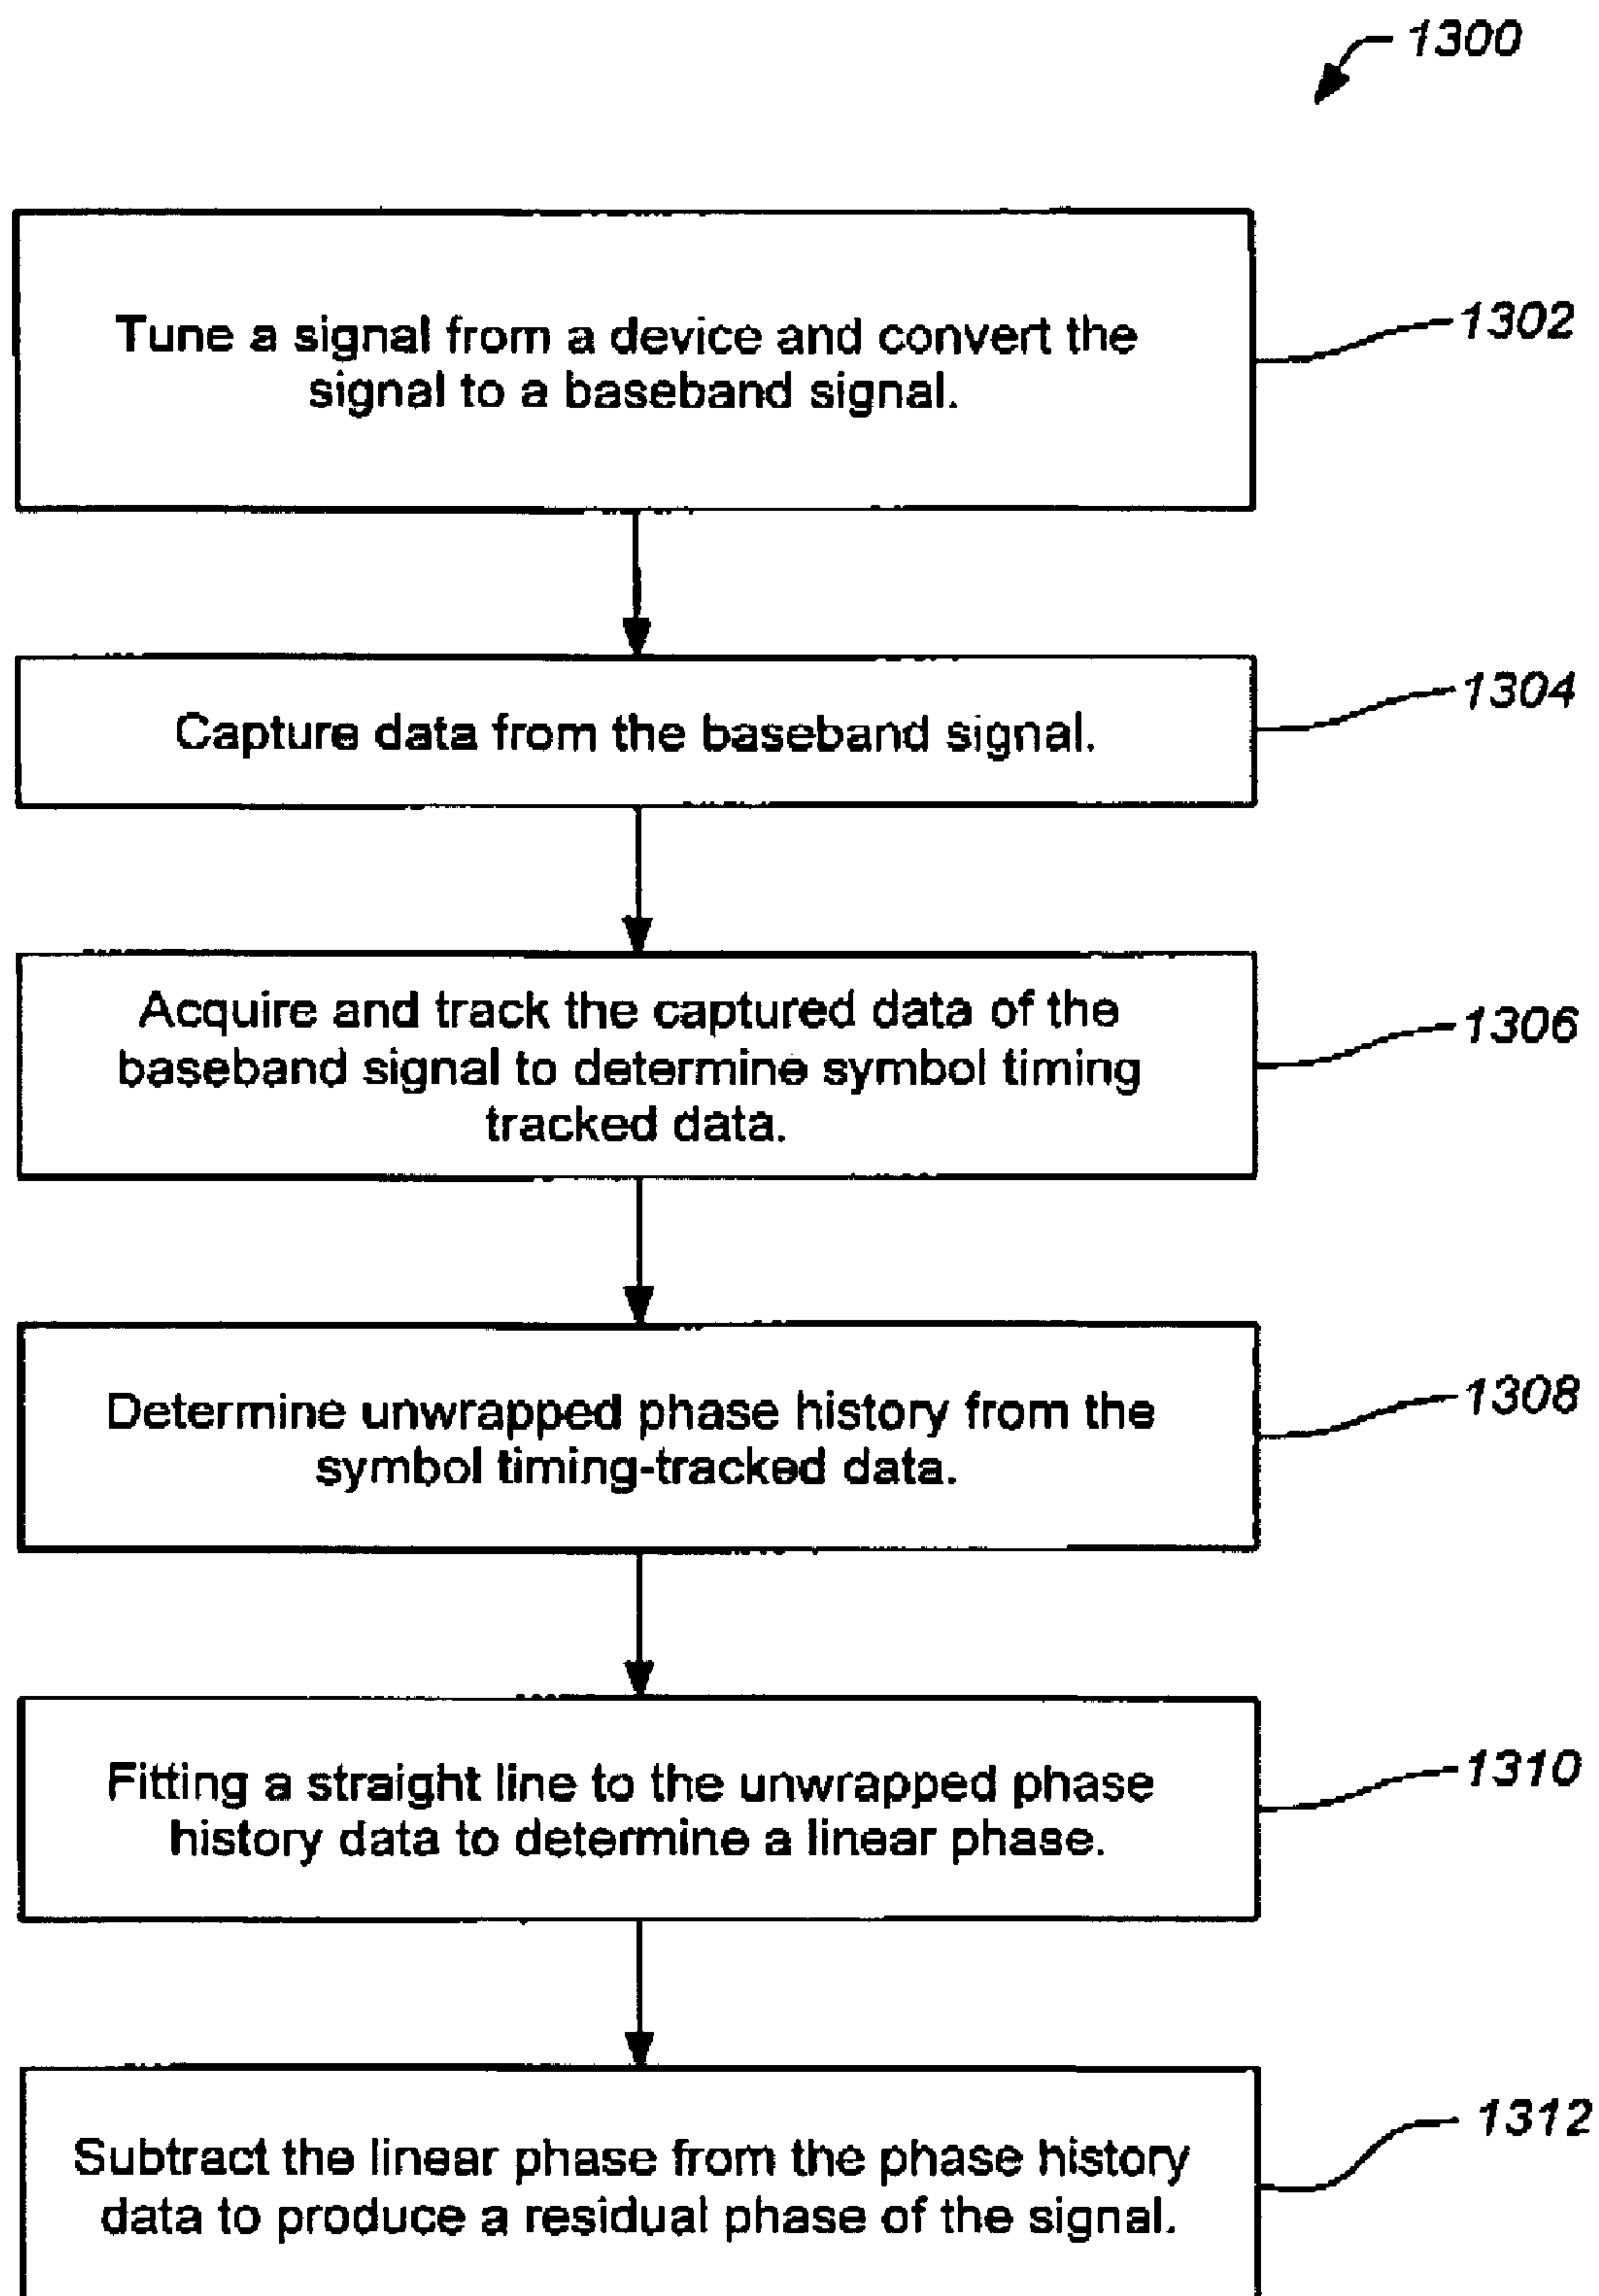 1300
Tune a signal from a device and convert the
signal to a baseband signal.
1302
Capture data from the baseband signal.
1304
Acquire and track the captured data of the
baseband signal to determine symbol timing
tracked data.
1306
Determine unwrapped phase history from the
symbol timing-tracked data.
1308
Fitting a straight line to the unwrapped phase
history data to determine a linear phase.
1310
Subtract the linear phase from the phase history
data to produce a residual phase of the signal.
1312